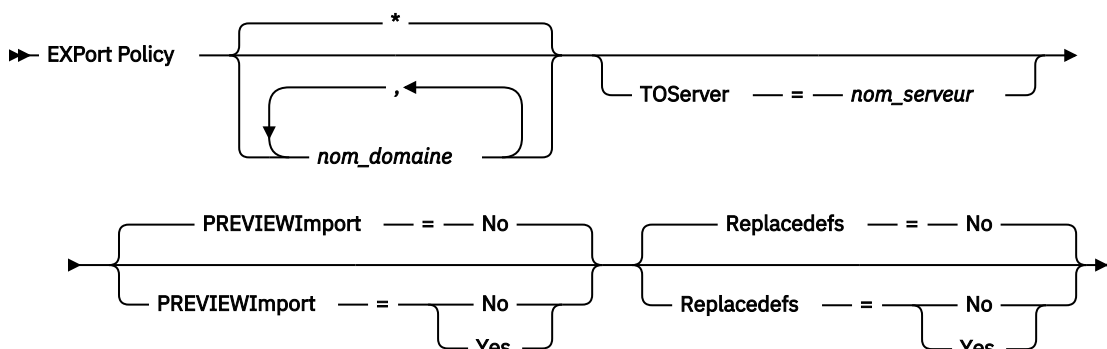 *
EXPort Policy
,
TOServer = nom_serveur
nom_domaine
PREVIEWImport = No Replacedefs = No
PREVIEWImport = No Replacedefs = No
Yes Yes